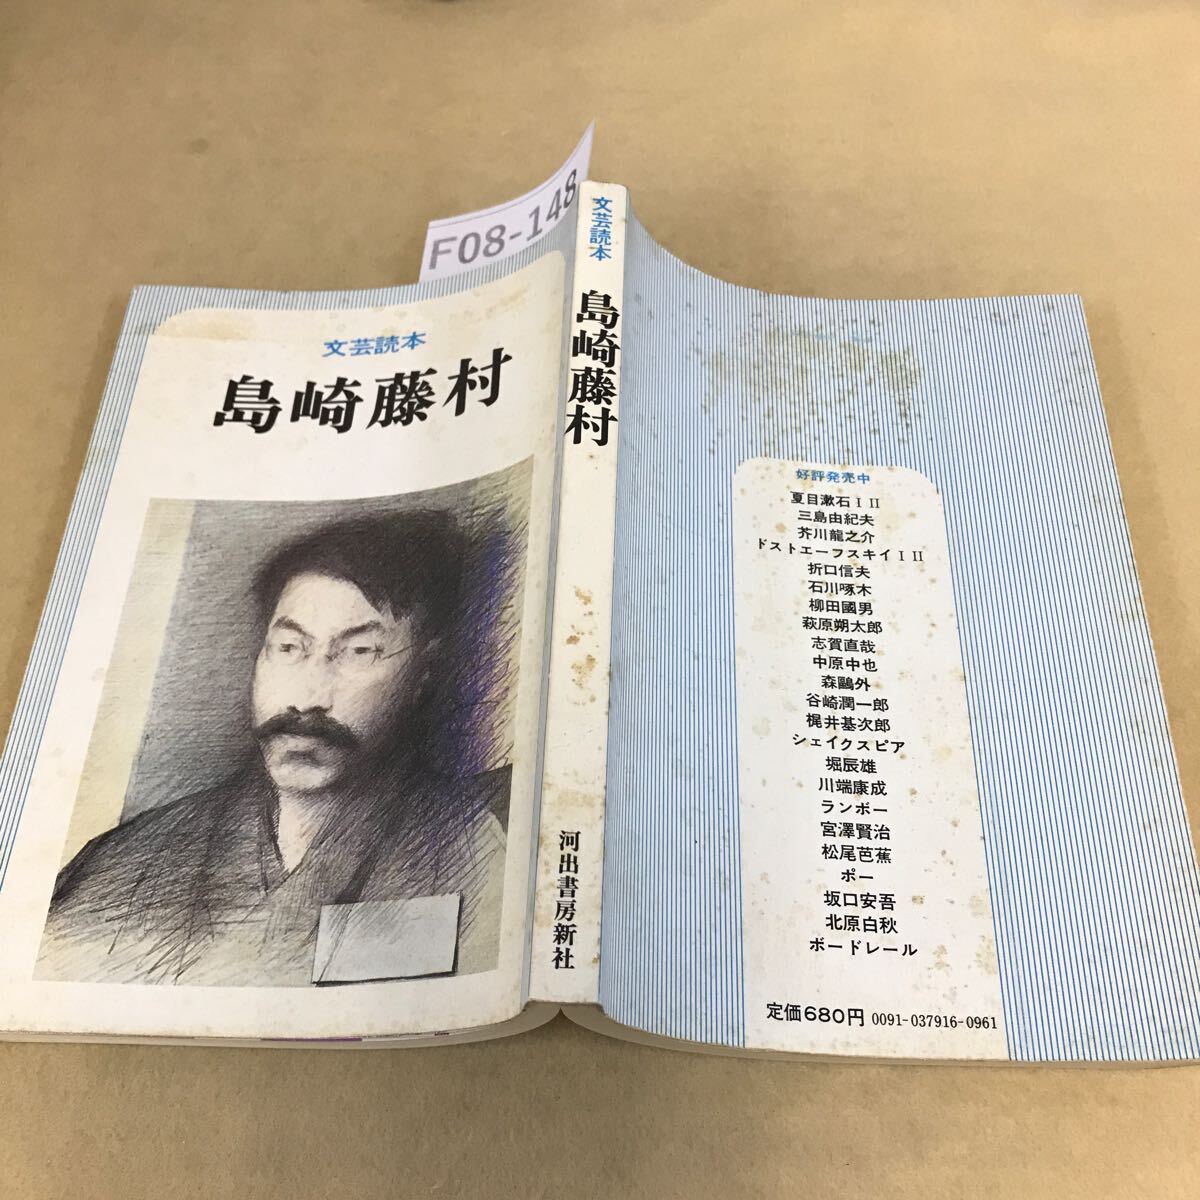 F08-148
文芸読本
島崎藤村
文芸読本
島崎藤村
河出書房新社
好評発売中
夏目漱石 I II
三島由紀夫
芥川龍之介
ドストエーフスキイ I II
折口信夫
石川啄木
柳田國男
萩原朔太郎
志賀直哉
中原中也
森鷗外
谷崎潤一郎
梶井基次郎
シェイクスピア
堀辰雄
川端康成
ランボー
宮澤賢治
松尾芭蕉
ポー
坂口安吾
北原白秋
ボードレール
定価680円 0091-037916-0961